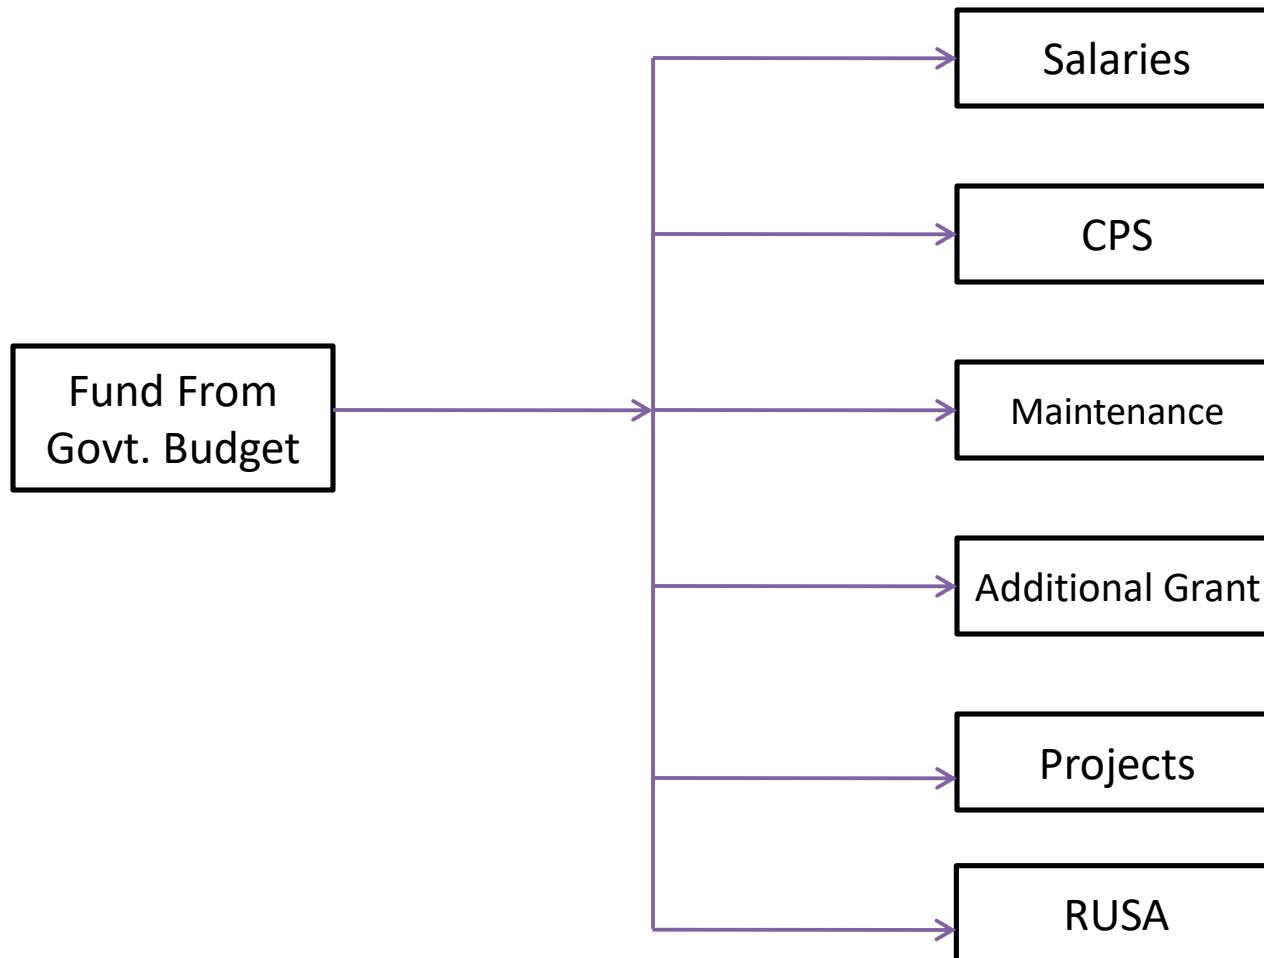 Salaries
CPS
Fund From
Govt. Budget
Maintenance
Additional Grant
Projects
RUSA